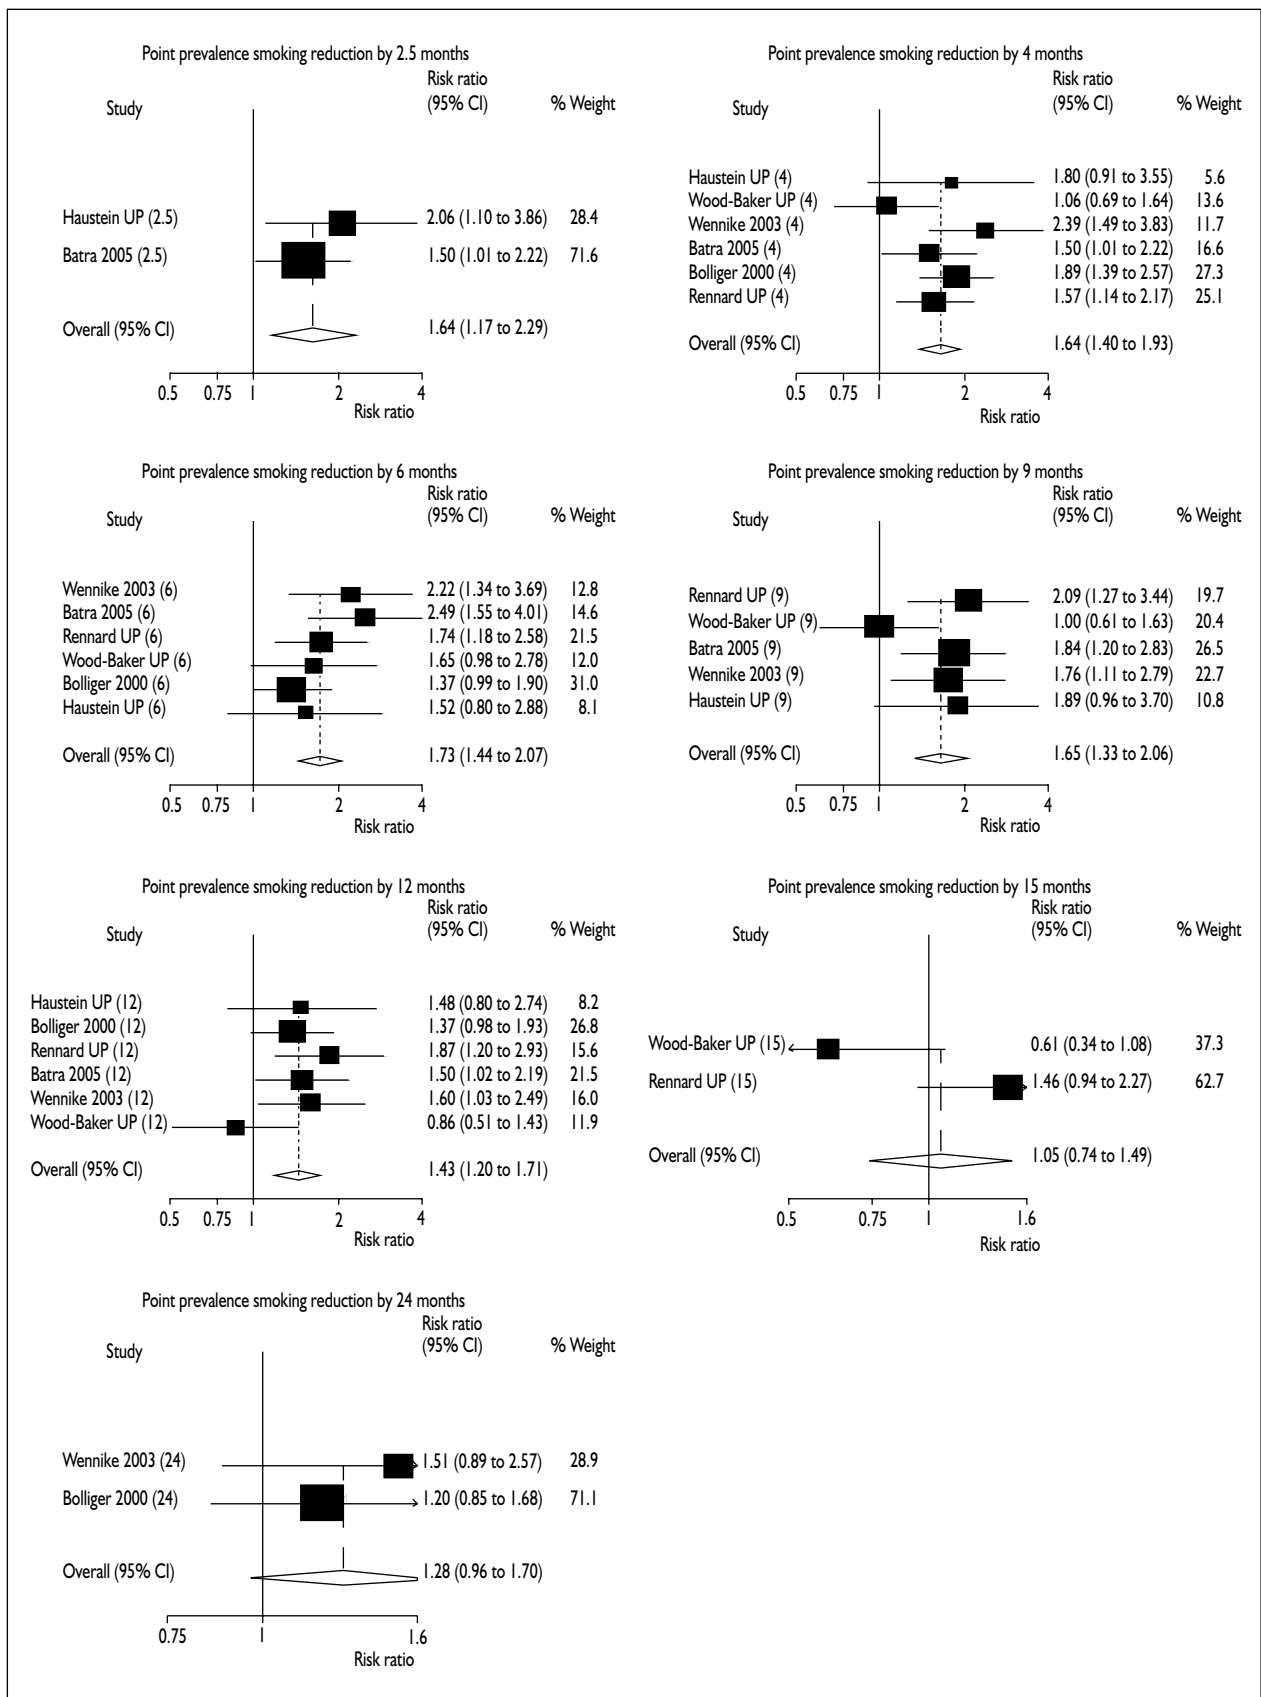 Point prevalence smoking reduction by 2.5 months
Risk ratio
Study (95% CI) % Weight
Haustein UP (2.5) 2.06 (1.10 to 3.86) 28.4
Batra 2005 (2.5) 1.50 (1.01 to 2.22) 71.6
Overall (95% CI) 1.64 (1.17 to 2.29)
0.5 0.75 1 2 4
Risk ratio
Point prevalence smoking reduction by 4 months
Risk ratio
Study (95% CI) % Weight
Haustein UP (4) 1.80 (0.91 to 3.55) 5.6
Wood-Baker UP (4) 1.06 (0.69 to 1.64) 13.6
Wennike 2003 (4) 2.39 (1.49 to 3.83) 11.7
Batra 2005 (4) 1.50 (1.01 to 2.22) 16.6
Bolliger 2000 (4) 1.89 (1.39 to 2.57) 27.3
Rennard UP (4) 1.57 (1.14 to 2.17) 25.1
Overall (95% CI) 1.64 (1.40 to 1.93)
0.5 0.75 1 2 4
Risk ratio
Point prevalence smoking reduction by 6 months
Risk ratio
Study (95% CI) % Weight
Wennike 2003 (6) 2.22 (1.34 to 3.69) 12.8
Batra 2005 (6) 2.49 (1.55 to 4.01) 14.6
Rennard UP (6) 1.74 (1.18 to 2.58) 21.5
Wood-Baker UP (6) 1.65 (0.98 to 2.78) 12.0
Bolliger 2000 (6) 1.37 (0.99 to 1.90) 31.0
Haustein UP (6) 1.52 (0.80 to 2.88) 8.1
Overall (95% CI) 1.73 (1.44 to 2.07)
0.5 0.75 1 2 4
Risk ratio
Point prevalence smoking reduction by 9 months
Risk ratio
Study (95% CI) % Weight
Rennard UP (9) 2.09 (1.27 to 3.44) 19.7
Wood-Baker UP (9) 1.00 (0.61 to 1.63) 20.4
Batra 2005 (9) 1.84 (1.20 to 2.83) 26.5
Wennike 2003 (9) 1.76 (1.11 to 2.79) 22.7
Haustein UP (9) 1.89 (0.96 to 3.70) 10.8
Overall (95% CI) 1.65 (1.33 to 2.06)
0.5 0.75 1 2 4
Risk ratio
Point prevalence smoking reduction by 12 months
Risk ratio
Study (95% CI) % Weight
Haustein UP (12) 1.48 (0.80 to 2.74) 8.2
Bolliger 2000 (12) 1.37 (0.98 to 1.93) 26.8
Rennard UP (12) 1.87 (1.20 to 2.93) 15.6
Batra 2005 (12) 1.50 (1.02 to 2.19) 21.5
Wennike 2003 (12) 1.60 (1.03 to 2.49) 16.0
Wood-Baker UP (12) 0.86 (0.51 to 1.43) 11.9
Overall (95% CI) 1.43 (1.20 to 1.71)
0.5 0.75 1 2 4
Risk ratio
Point prevalence smoking reduction by 15 months
Risk ratio
Study (95% CI) % Weight
Wood-Baker UP (15) 0.61 (0.34 to 1.08) 37.3
Rennard UP (15) 1.46 (0.94 to 2.27) 62.7
Overall (95% CI) 1.05 (0.74 to 1.49)
0.5 0.75 1 1.6
Risk ratio
Point prevalence smoking reduction by 24 months
Risk ratio
Study (95% CI) % Weight
Wennike 2003 (24) 1.51 (0.89 to 2.57) 28.9
Bolliger 2000 (24) 1.20 (0.85 to 1.68) 71.1
Overall (95% CI) 1.28 (0.96 to 1.70)
0.75 1 1.6
Risk ratio